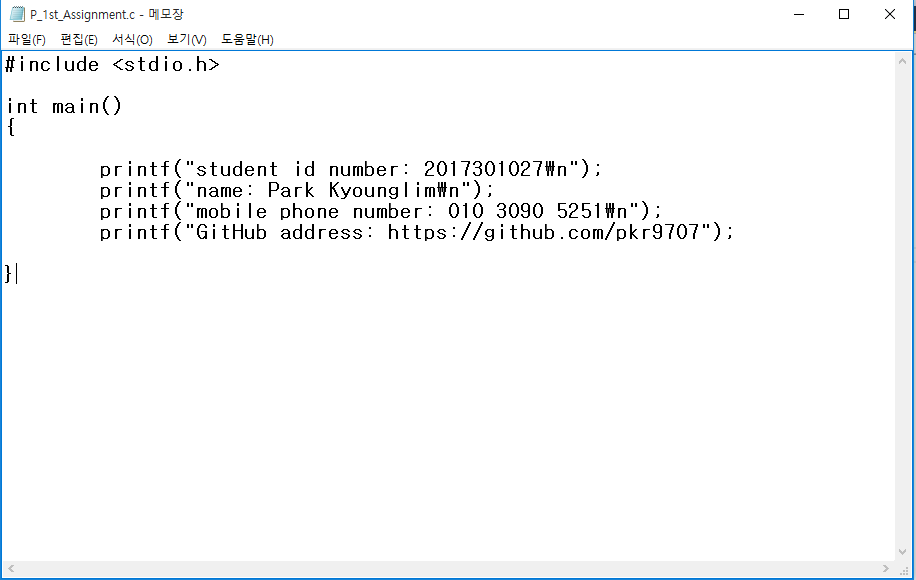 P_1st_Assignment.c - 메모장
파일(F) 편집(E) 서식(O) 보기(V) 도움말(H)
#include <stdio.h>
int main()
{
printf("student id number: 2017301027₩n");
printf("name: Park Kyounglim₩n");
printf("mobile phone number: 010 3090 5251₩n");
printf("GitHub address: https://github.com/pkr9707");
}